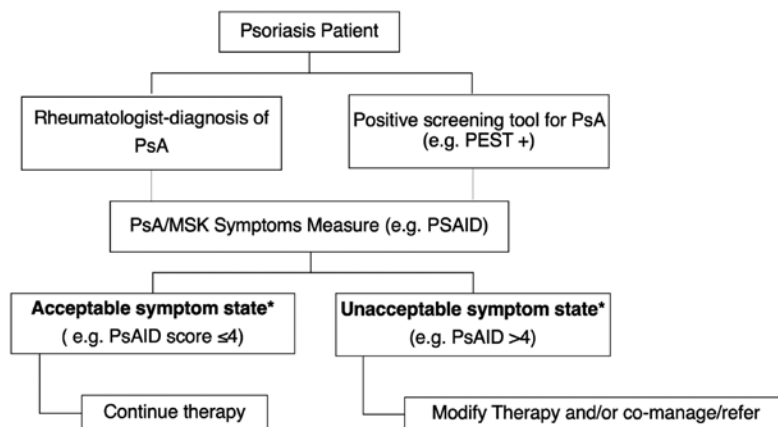 Psoriasis Patient
Rheumatologist-diagnosis of
PsA
Positive screening tool for PsA
(e.g. PEST +)
PsA/MSK Symptoms Measure (e.g. PSAID)
Acceptable symptom state*
( e.g. PsAID score ≤4)
Unacceptable symptom state*
(e.g. PsAID >4)
Continue therapy
Modify Therapy and/or co-manage/refer